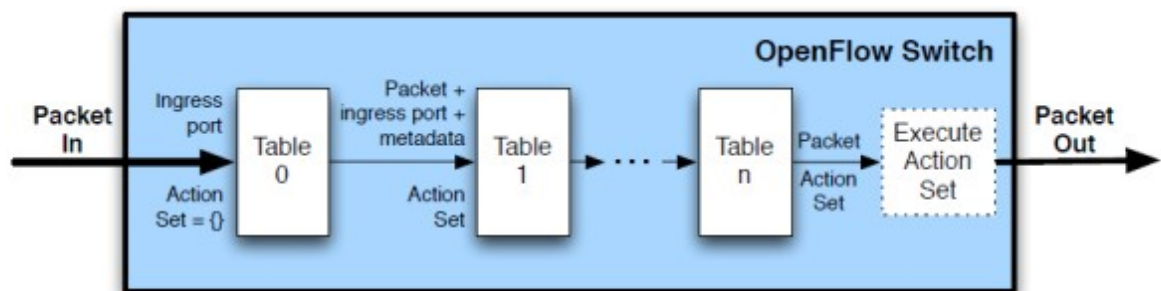 OpenFlow Switch
Packet
In
Ingress
port
Action
Set = {}
Table
0
Packet +
ingress port +
metadata
Action
Set
Table
1
...
Table
n
Packet
Action
Set
Execute
Action
Set
Packet
Out